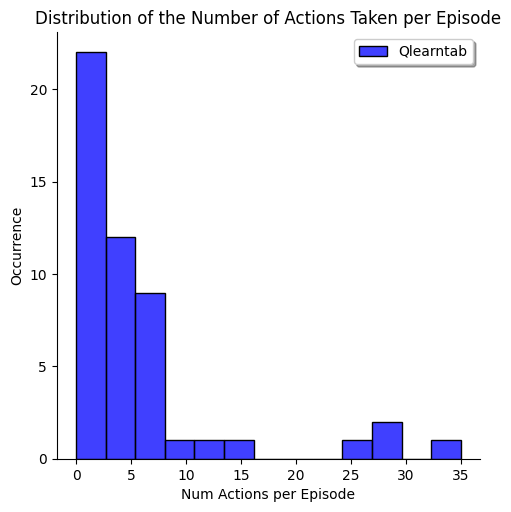 Distribution of the Number of Actions Taken per Episode
Qlearntab
Occurrence
20
15
10
5
0
0 5 10 15 20 25 30 35
Num Actions per Episode